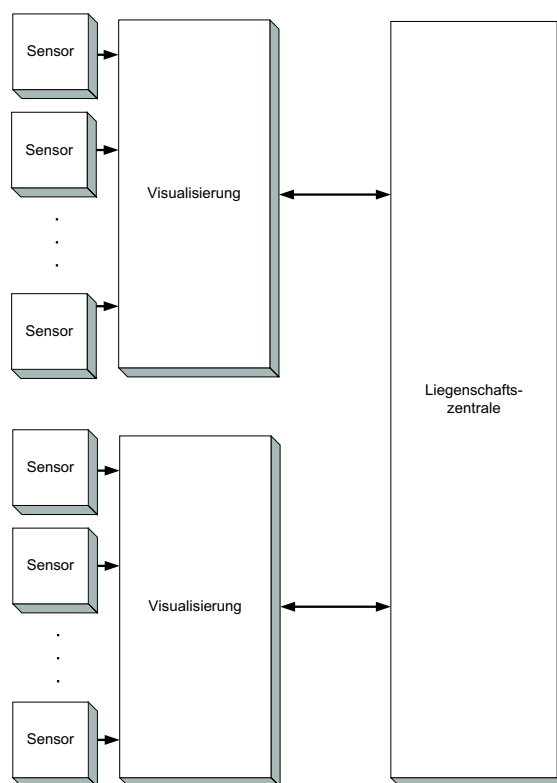 Sensor
Sensor
.
.
.
Sensor
Visualisierung
Sensor
Sensor
.
.
.
Sensor
Visualisierung
Liegenschafts-
zentrale